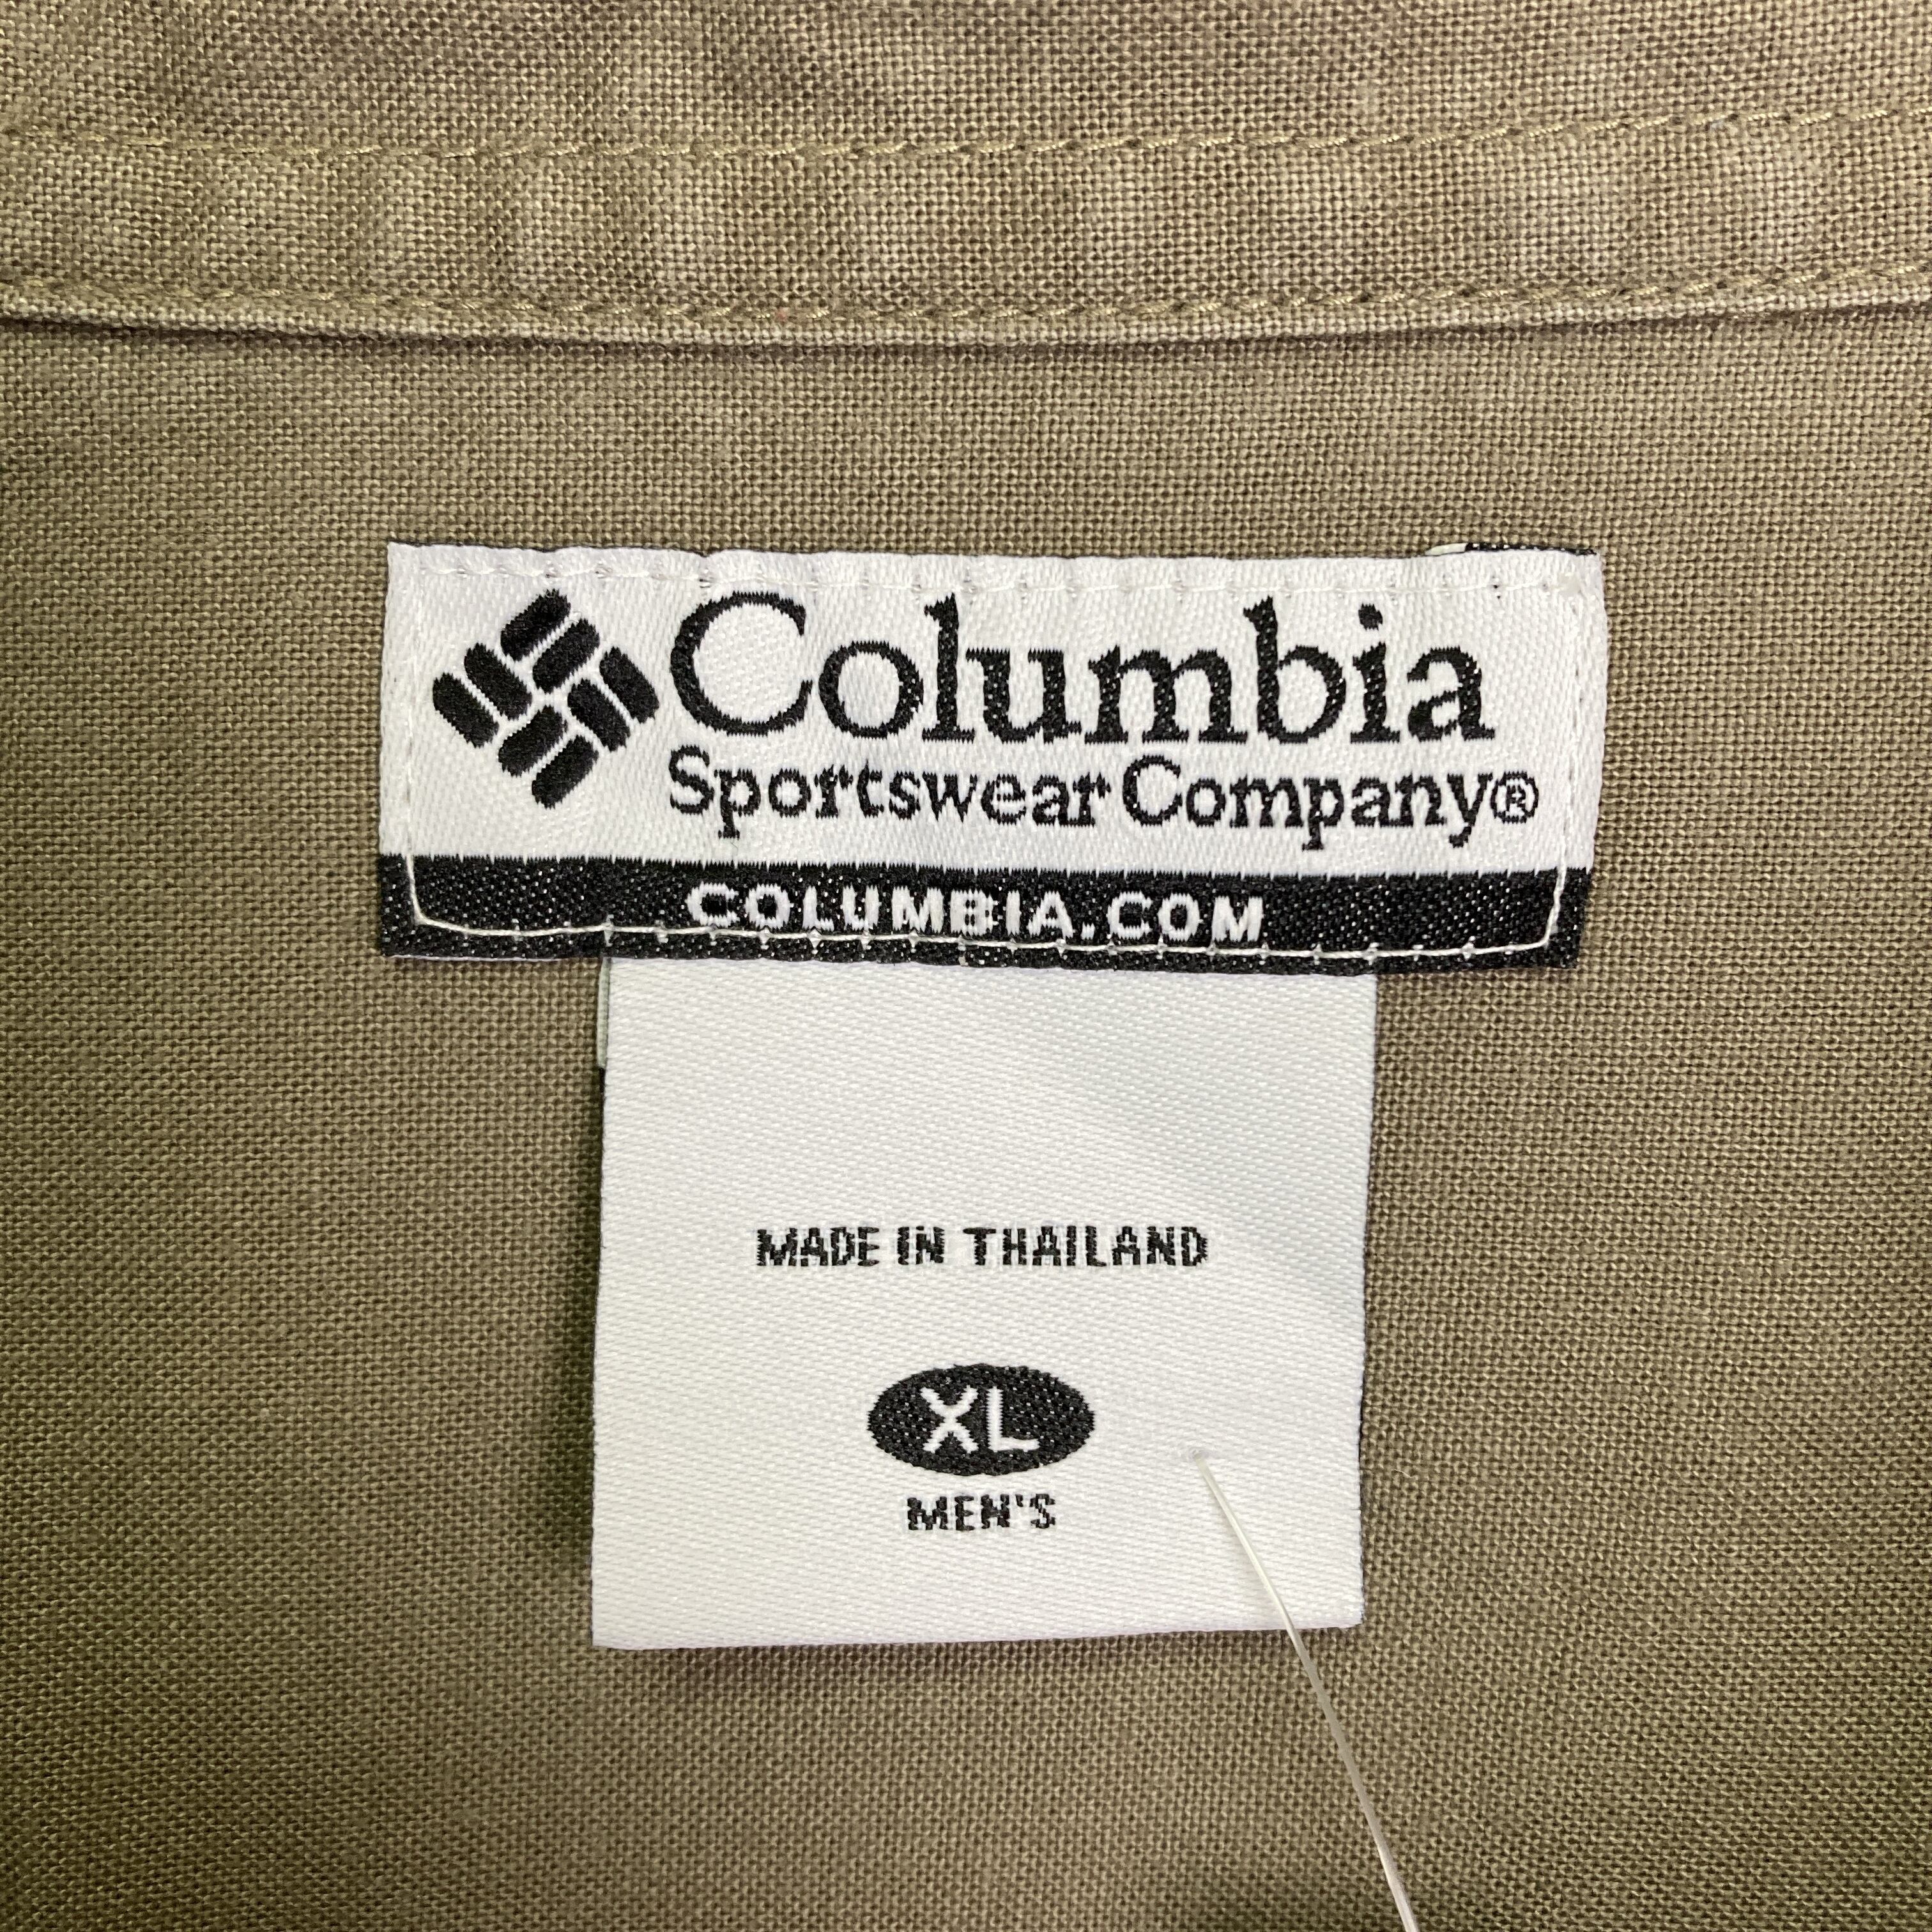 Columbia
Sportswear Company®
COLUMBIA.COM
MADE IN THAILAND
XL
MEN'S